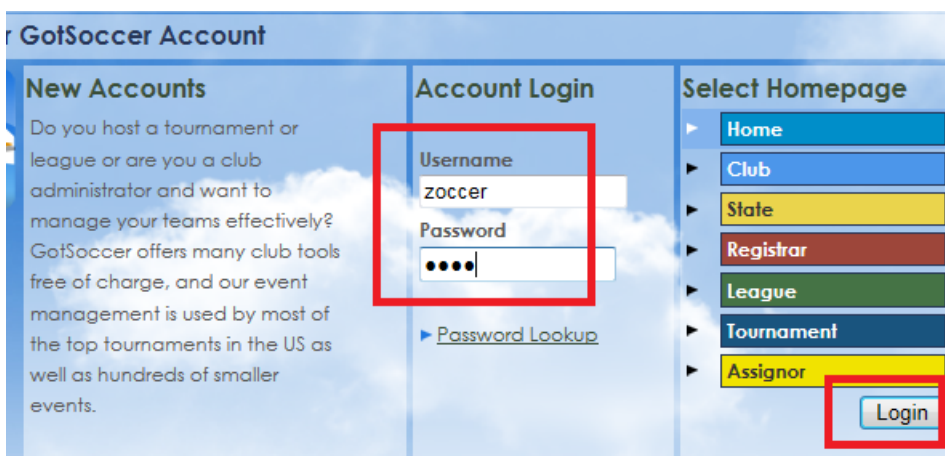 r GotSoccer Account
New Accounts
Do you host a tournament or
league or are you a club
administrator and want to
manage your teams effectively?
GotSoccer offers many club tools
free of charge, and our event
management is used by most of
the top tournaments in the US as
well as hundreds of smaller
events.
Account Login
Username
zoccer
Password
••••
Password Lookup
Select Homepage
Home
Club
State
Registrar
League
Tournament
Assignor
Login